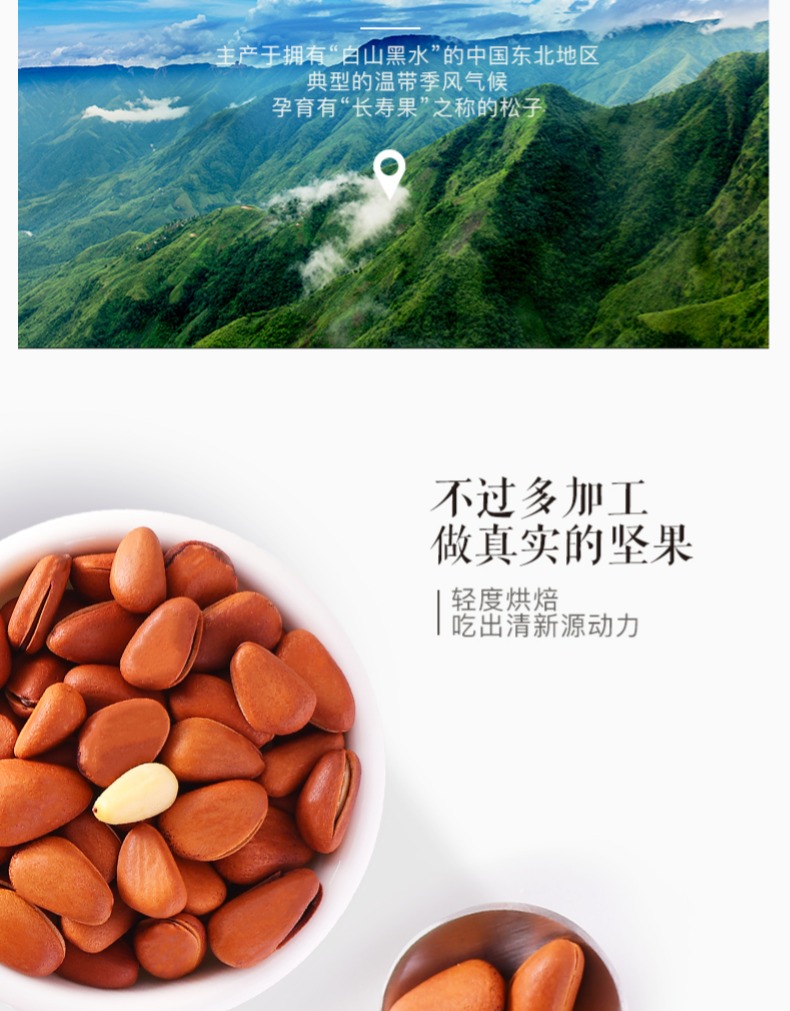 主产于拥有“白山黑水”的中国东北地区
典型的温带季风气候
孕育有“长寿果”之称的松子
不过多加工
做真实的坚果
轻度烘焙
吃出清新源动力